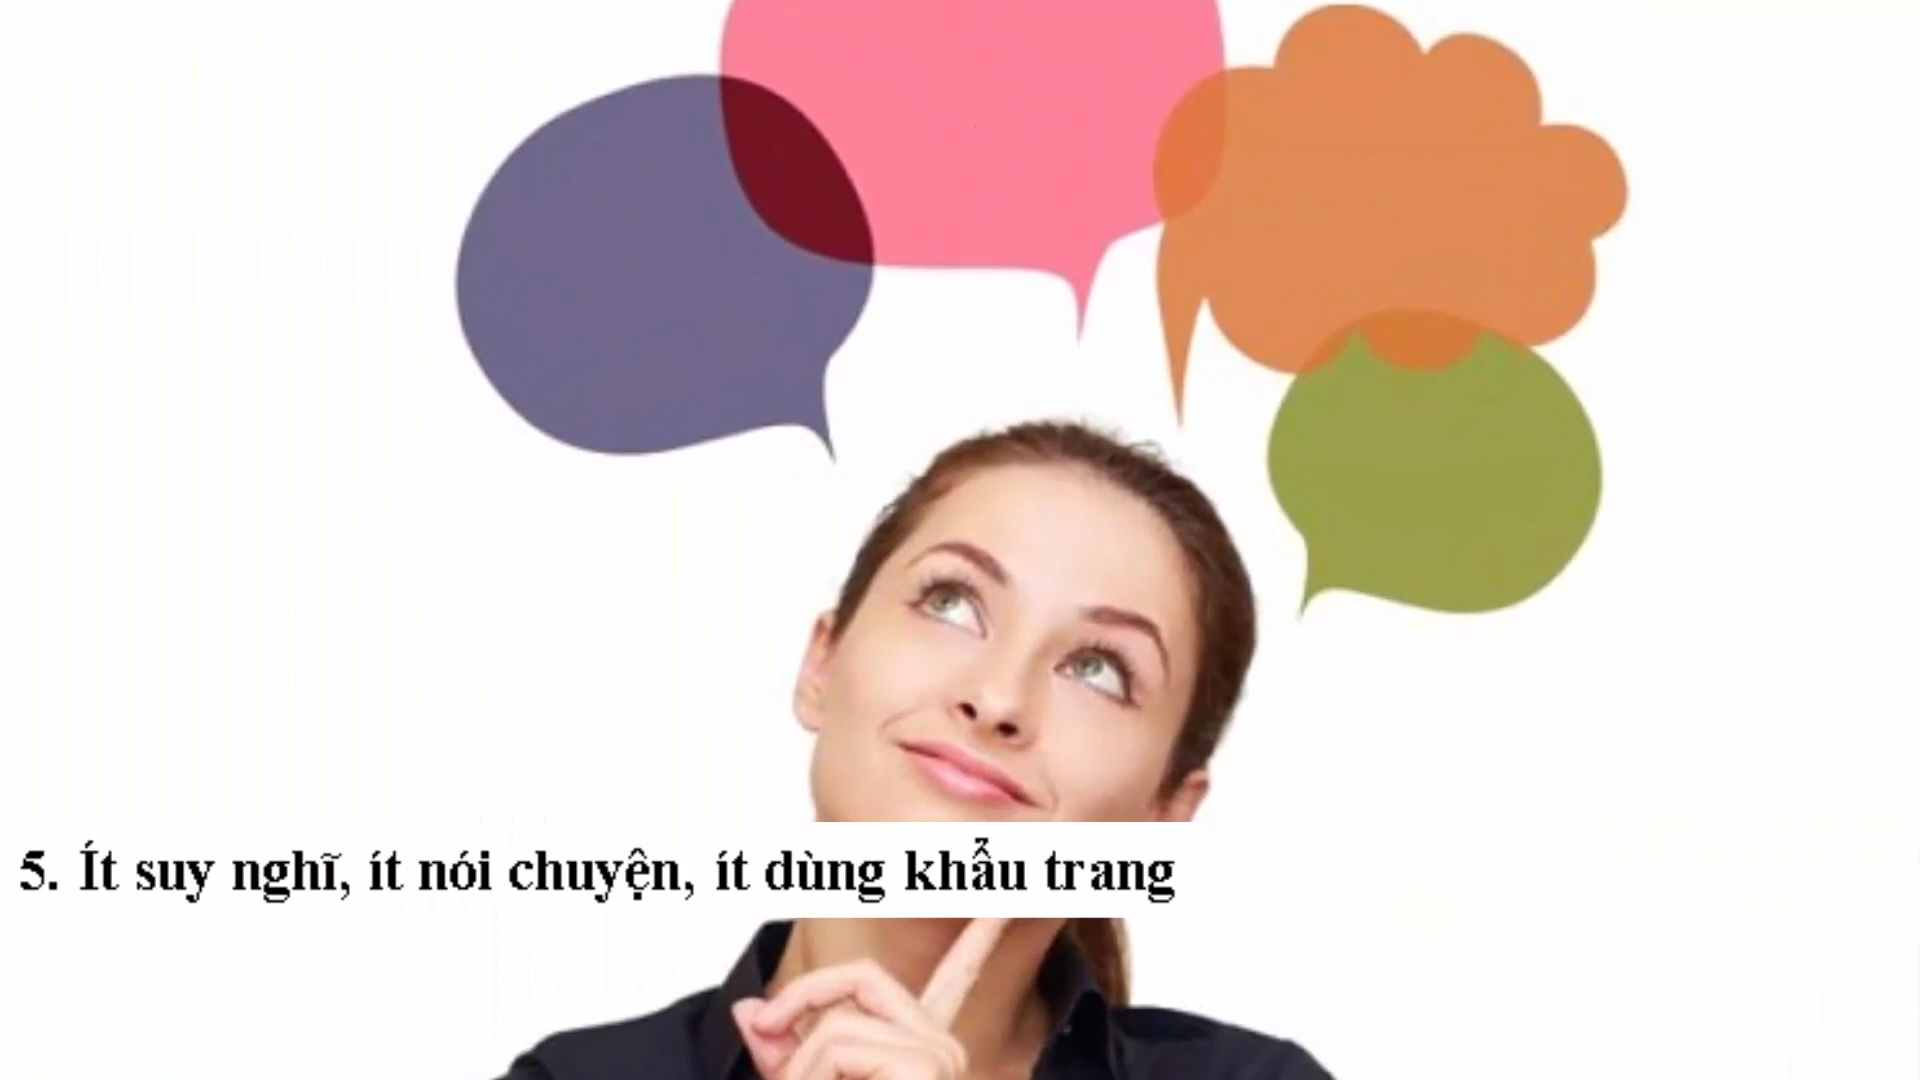 5. Ít suy nghĩ, ít nói chuyện, ít dùng khẩu trang